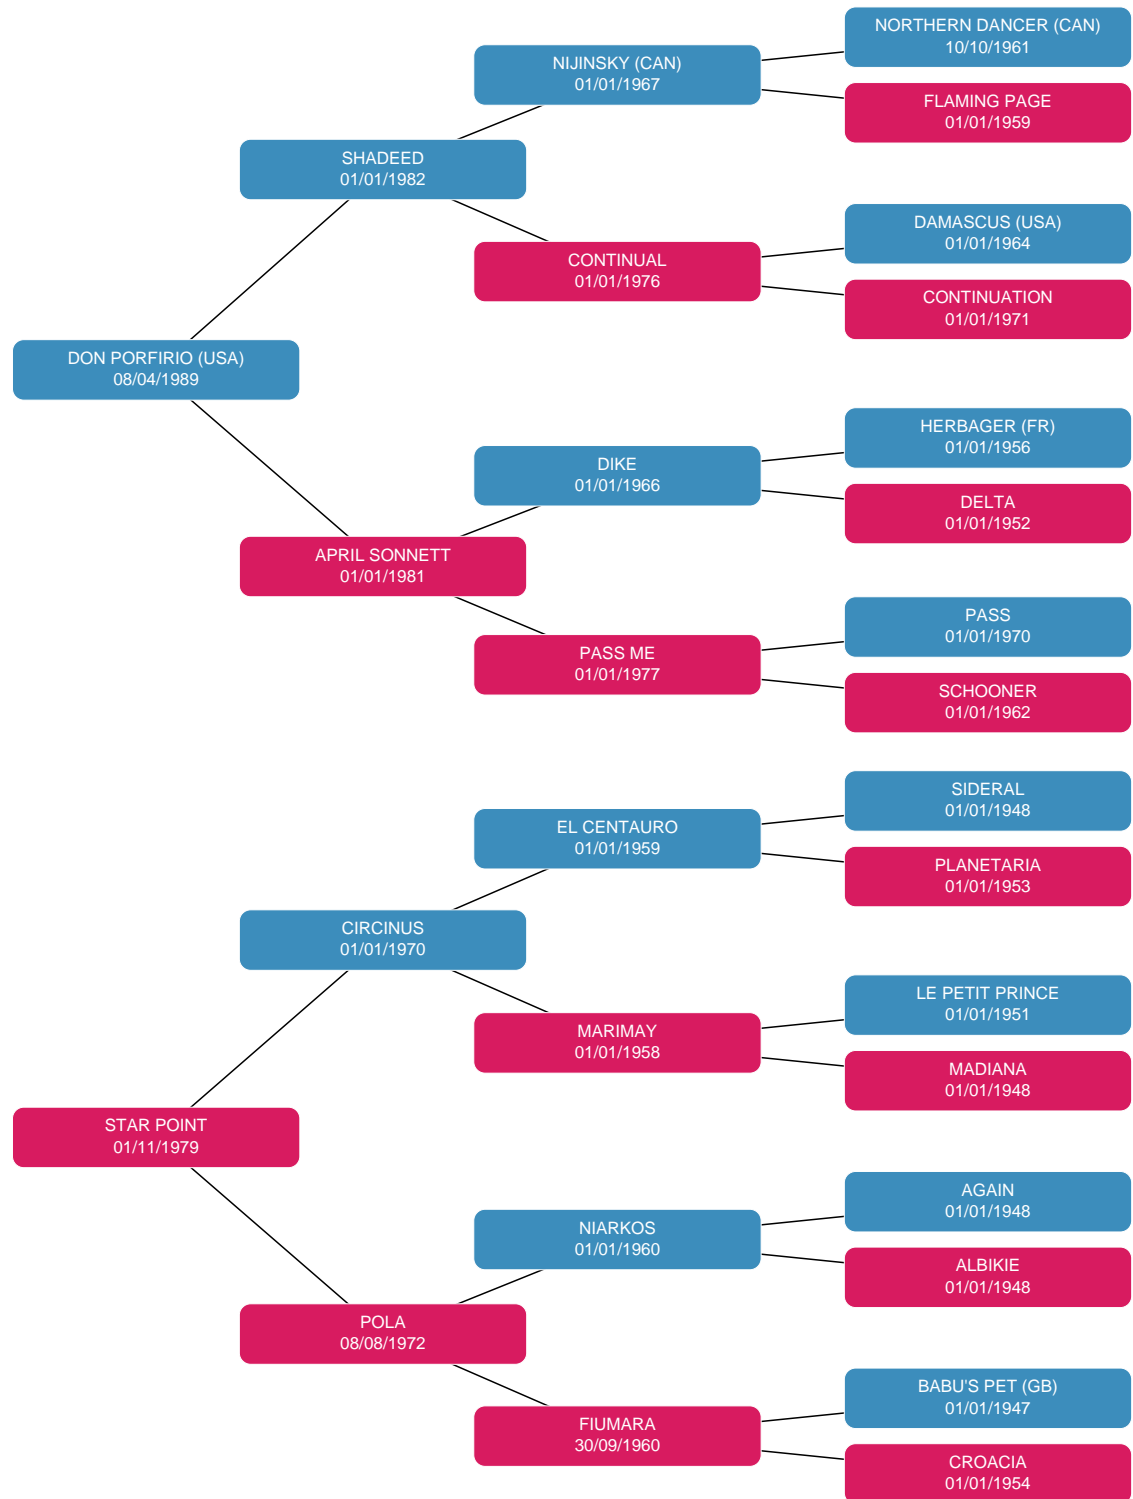 NORTHERN DANCER (CAN)
10/10/1961
NIJINSKY (CAN)
01/01/1967
FLAMING PAGE
01/01/1959
SHADEED
01/01/1982
DAMASCUS (USA)
01/01/1964
CONTINUAL
01/01/1976
CONTINUATION
01/01/1971
DON PORFIRIO (USA)
08/04/1989
HERBAGER (FR)
01/01/1956
DIKE
01/01/1966
DELTA
01/01/1952
APRIL SONNETT
01/01/1981
PASS
01/01/1970
PASS ME
01/01/1977
SCHOONER
01/01/1962
SIDERAL
01/01/1948
EL CENTAURO
01/01/1959
PLANETARIA
01/01/1953
CIRCINUS
01/01/1970
LE PETIT PRINCE
01/01/1951
MARIMAY
01/01/1958
MADIANA
01/01/1948
STAR POINT
01/11/1979
AGAIN
01/01/1948
NIARKOS
01/01/1960
ALBIKIE
01/01/1948
POLA
08/08/1972
BABU'S PET (GB)
01/01/1947
FIUMARA
30/09/1960
CROACIA
01/01/1954